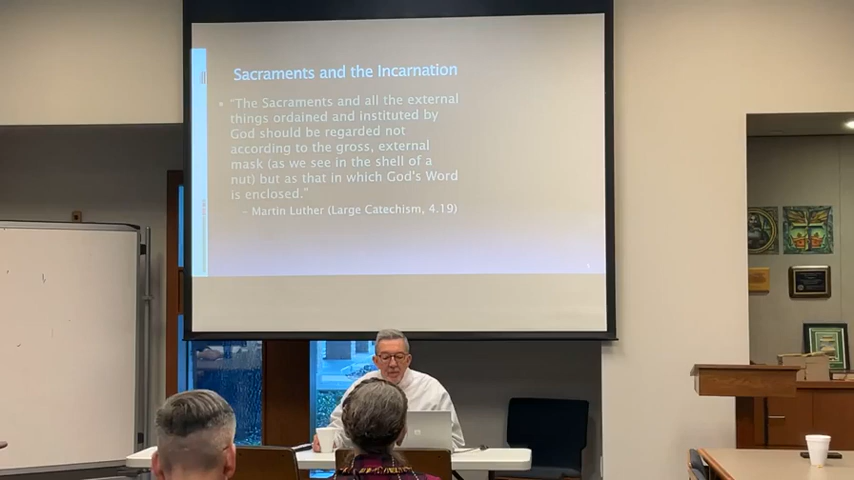 Sacraments and the Incarnation
• "The Sacraments and all the external
things ordained and instituted by
God should be regarded not
according to the gross, external
mask (as we see in the shell of a
nut) but as that in which God's Word
is enclosed."
– Martin Luther (Large Catechism, 4.19)